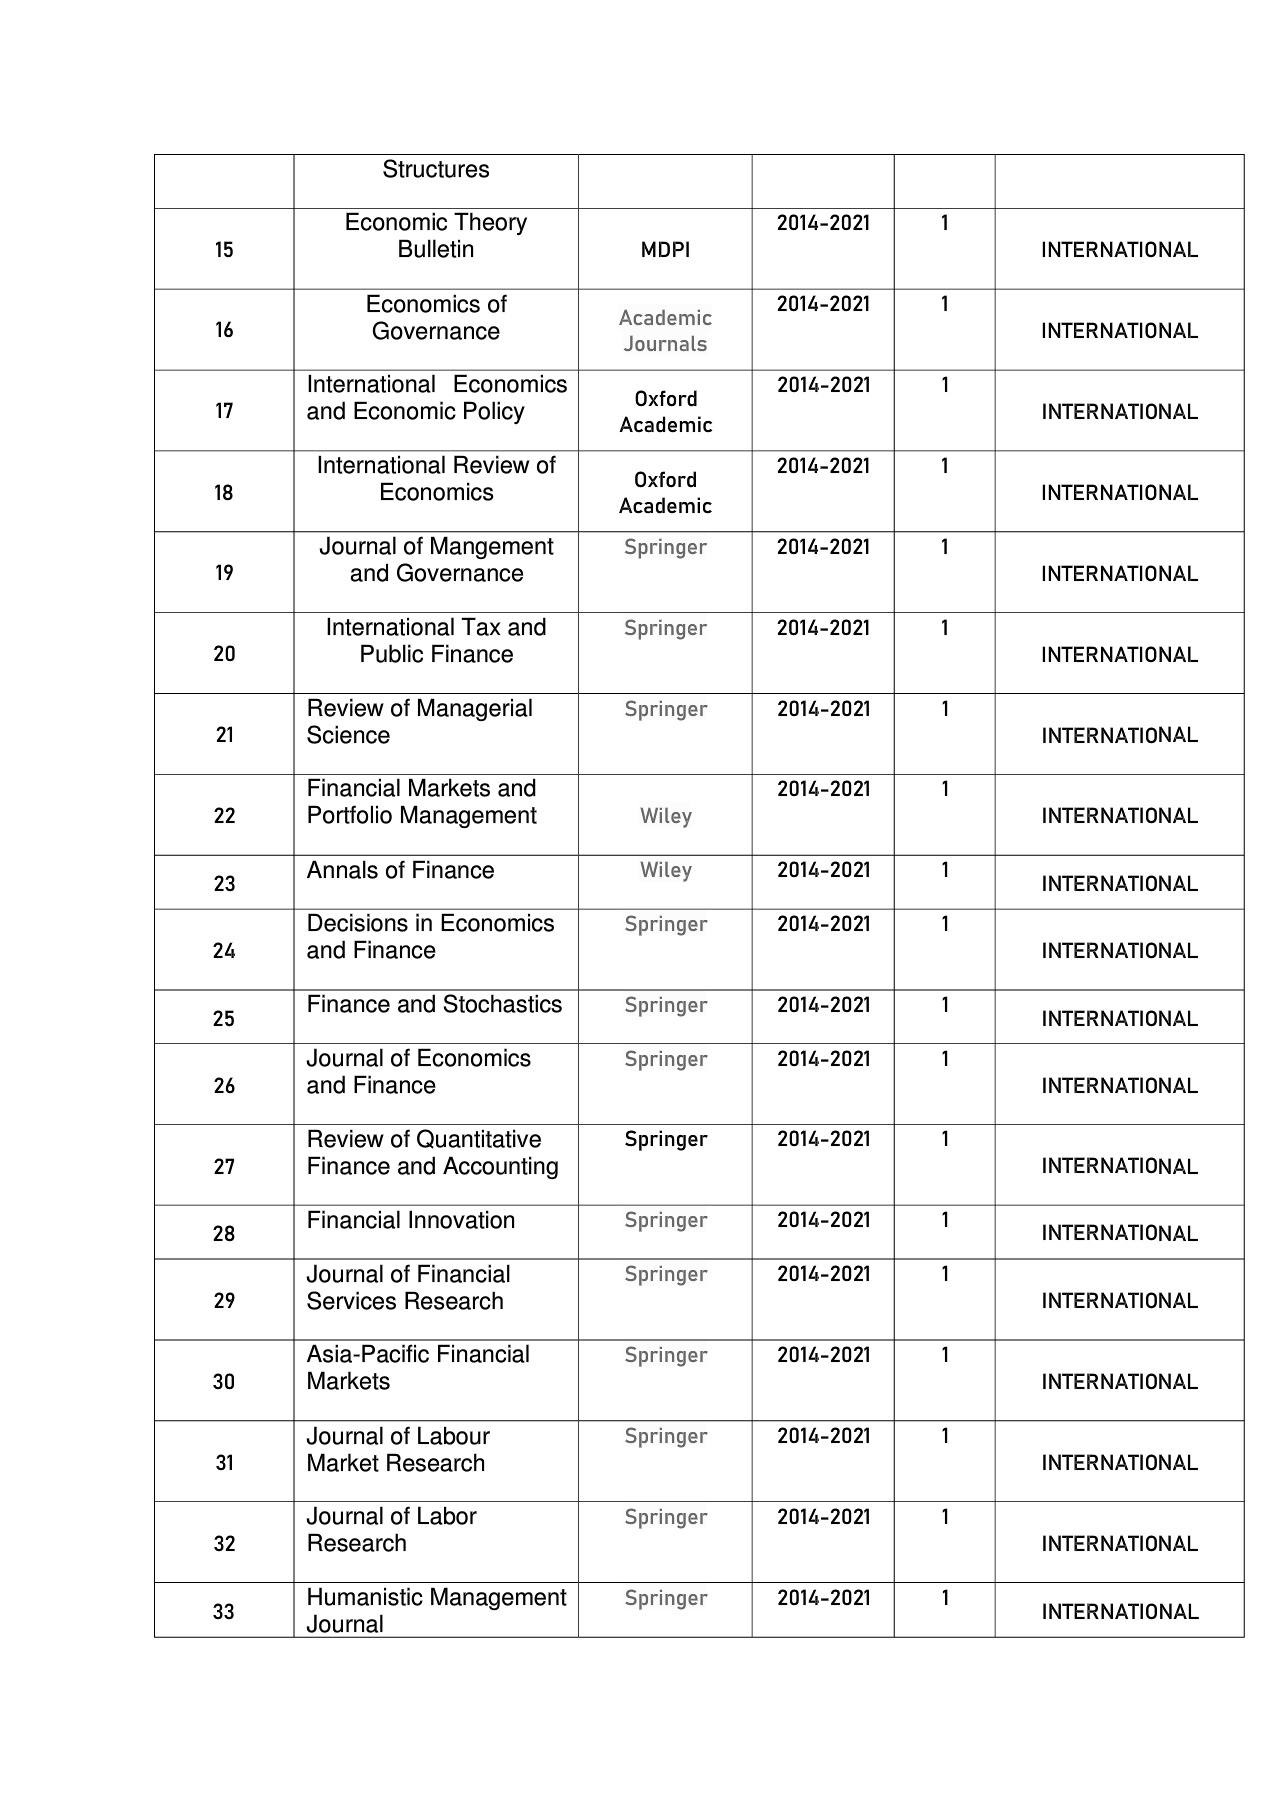 Structures
15 Economic Theory Bulletin MDPI 2014-2021 1 INTERNATIONAL
16 Economics of Governance Academic Journals 2014-2021 1 INTERNATIONAL
17 International Economics and Economic Policy Oxford Academic 2014-2021 1 INTERNATIONAL
18 International Review of Economics Oxford Academic 2014-2021 1 INTERNATIONAL
19 Journal of Mangement and Governance Springer 2014-2021 1 INTERNATIONAL
20 International Tax and Public Finance Springer 2014-2021 1 INTERNATIONAL
21 Review of Managerial Science Springer 2014-2021 1 INTERNATIONAL
22 Financial Markets and Portfolio Management Wiley 2014-2021 1 INTERNATIONAL
23 Annals of Finance Wiley 2014-2021 1 INTERNATIONAL
24 Decisions in Economics and Finance Springer 2014-2021 1 INTERNATIONAL
25 Finance and Stochastics Springer 2014-2021 1 INTERNATIONAL
26 Journal of Economics and Finance Springer 2014-2021 1 INTERNATIONAL
27 Review of Quantitative Finance and Accounting Springer 2014-2021 1 INTERNATIONAL
28 Financial Innovation Springer 2014-2021 1 INTERNATIONAL
29 Journal of Financial Services Research Springer 2014-2021 1 INTERNATIONAL
30 Asia-Pacific Financial Markets Springer 2014-2021 1 INTERNATIONAL
31 Journal of Labour Market Research Springer 2014-2021 1 INTERNATIONAL
32 Journal of Labor Research Springer 2014-2021 1 INTERNATIONAL
33 Humanistic Management Journal Springer 2014-2021 1 INTERNATIONAL